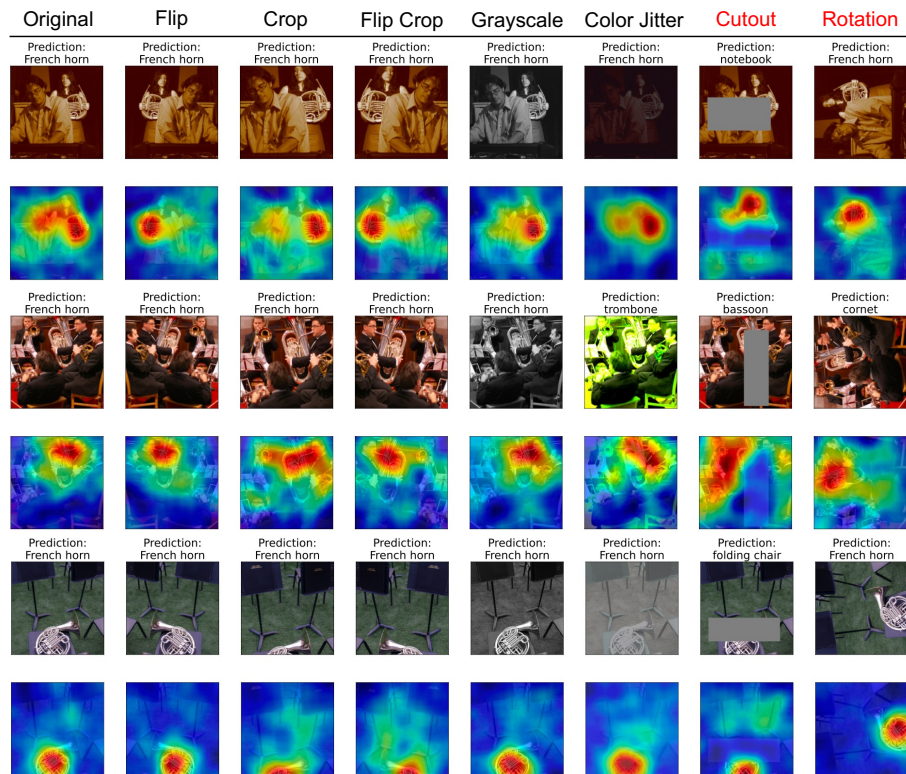 Original Flip Crop Flip Crop Grayscale Color Jitter Cutout Rotation
Prediction: Prediction: Prediction: Prediction: Prediction: Prediction: Prediction: Prediction:
French horn French horn French horn French horn French horn French horn notebook French horn
Prediction: Prediction: Prediction: Prediction: Prediction: Prediction: Prediction: Prediction:
French horn French horn French horn French horn French horn trombone bassoon cornet
Prediction: Prediction: Prediction: Prediction: Prediction: Prediction: Prediction: Prediction:
French horn French horn French horn French horn French horn French horn folding chair French horn